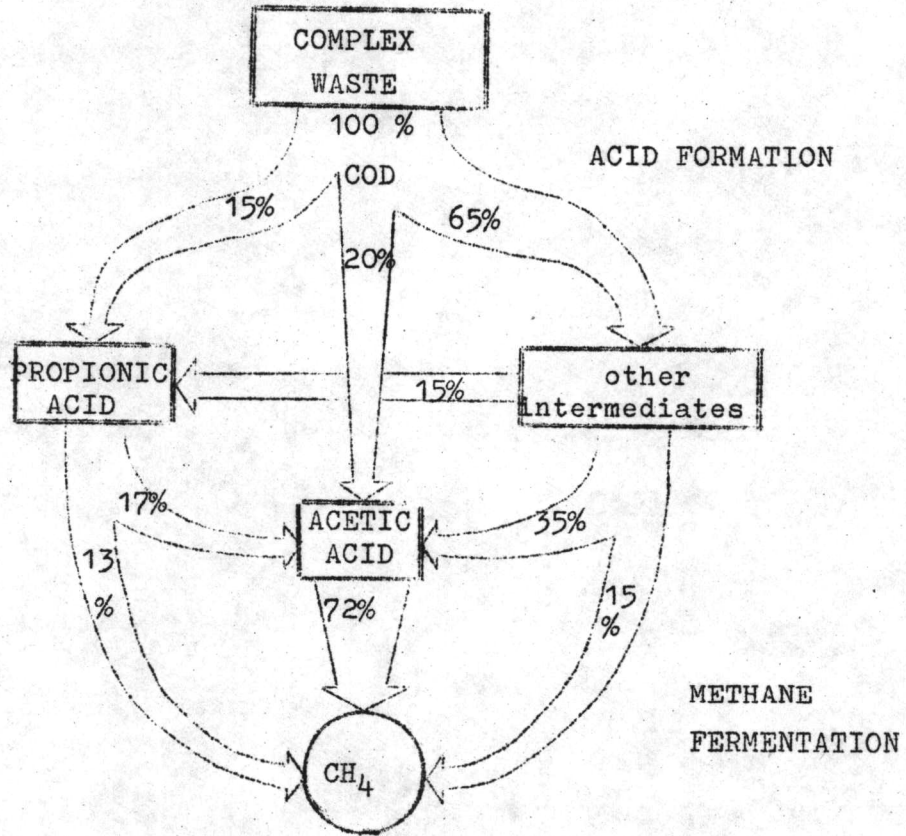 COMPLEX
WASTE
100 %
COD
ACID FORMATION
15%
65%
20%
PROPIONIC
ACID
15%
other
intermediates
17%
ACETIC
ACID
35%
13
%
72%
15
%
METHANE
FERMENTATION
CH4